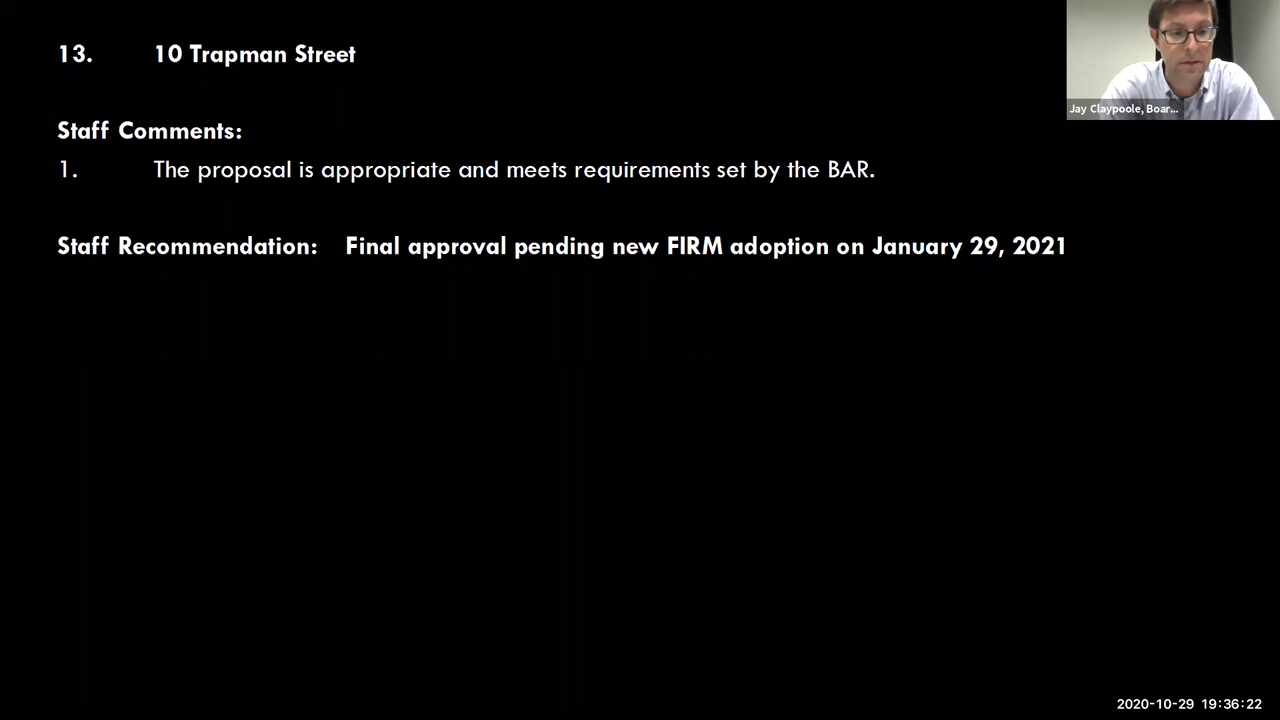 13. 10 Trapman Street
Jay Claypoole, Boar...
Staff Comments:
1. The proposal is appropriate and meets requirements set by the BAR.
Staff Recommendation: Final approval pending new FIRM adoption on January 29, 2021
2020-10-29 19:36:22